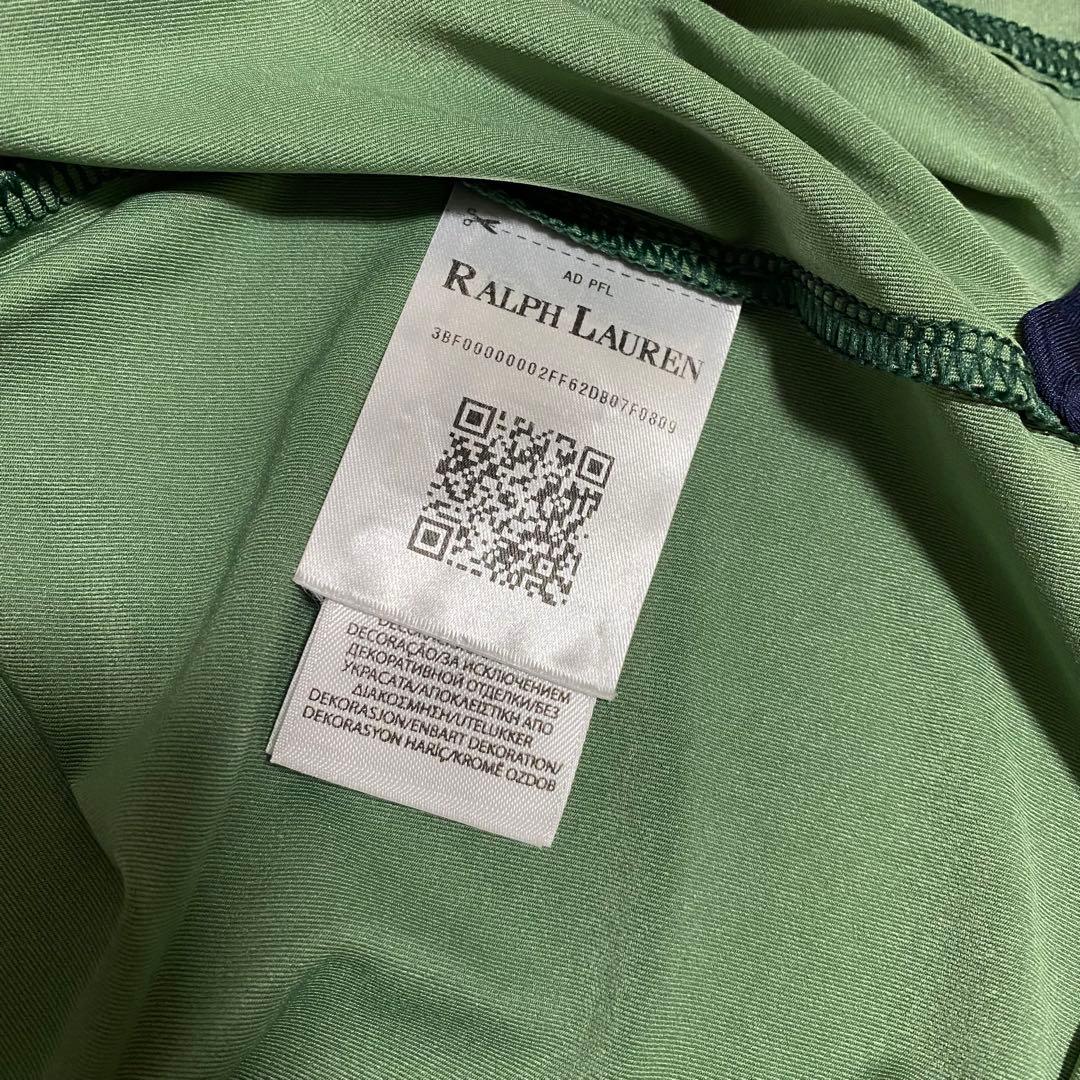 AD PFL
RALPH LAUREN
3BF00000002FF62DB07F0809
DECORAÇÃO/ЗА ИСКЛЮЧЕНИЕМ
ДЕКОРАТИВНОЙ ОТДЕЛКИ/БЕЗ
УКРАСАТА/ΑΠΟΚΛΕΙΣΤΙΚΗ ΑΠΟ
ΔΙΑΚΟΣΜΗΣΗ/UTELUKKER
DEKORASJON/ENBART DEKORATION/
DEKORASYON HARİÇ/KROMĚ OZDOB